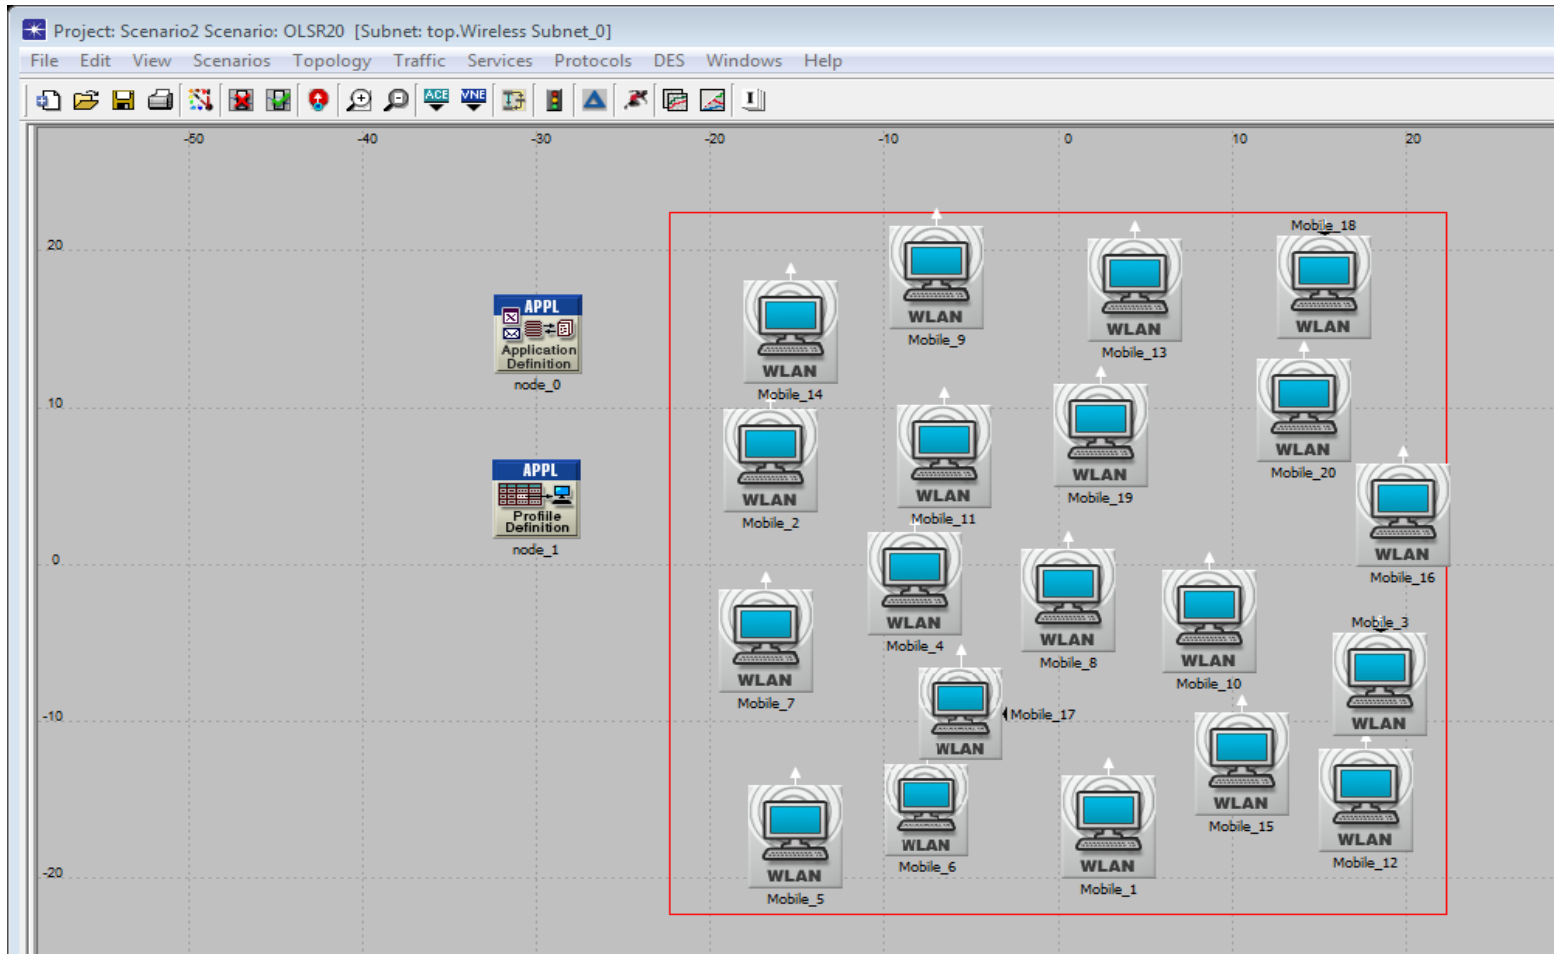 Project: Scenario2 Scenario: OLSR20 [Subnet: top.Wireless Subnet_0]
File Edit View Scenarios Topology Traffic Services Protocols DES Windows Help
ACE VNE
-50 -40 -30 -20 -10 0 10 20
20
10
0
-10
-20
APPL
Application
Definition
node_0
APPL
Profiile
Definition
node_1
Mobile_18
WLAN
WLAN
Mobile_9
WLAN
Mobile_13
WLAN
Mobile_14
WLAN
Mobile_20
WLAN
Mobile_2
WLAN
Mobile_11
WLAN
Mobile_19
WLAN
Mobile_16
WLAN
Mobile_4
WLAN
Mobile_8
WLAN
Mobile_10
Mobile_3
WLAN
WLAN
Mobile_7
Mobile_17
WLAN
WLAN
Mobile_5
WLAN
Mobile_6
WLAN
Mobile_1
WLAN
Mobile_15
WLAN
Mobile_12